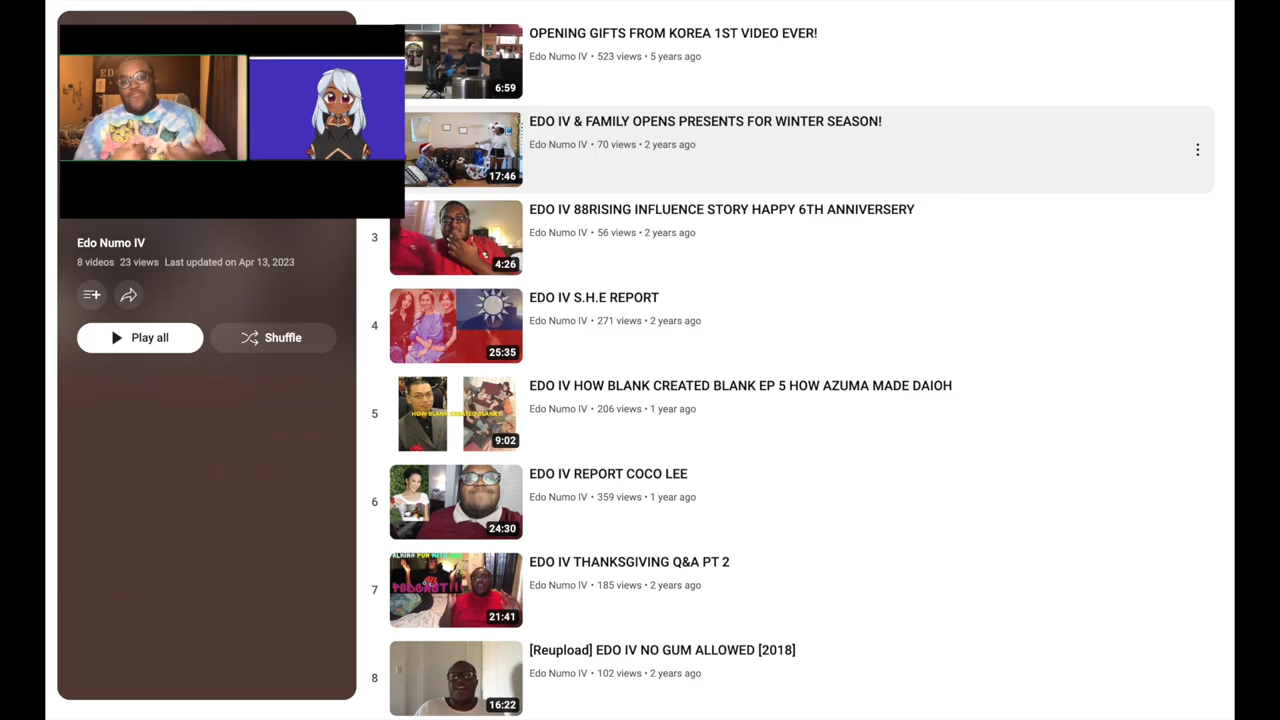 OPENING GIFTS FROM KOREA 1ST VIDEO EVER!
Edo Numo IV • 523 views • 5 years ago
6:59
EDO IV & FAMILY OPENS PRESENTS FOR WINTER SEASON!
Edo Numo IV • 70 views • 2 years ago
17:46
EDO IV 88RISING INFLUENCE STORY HAPPY 6TH ANNIVERSERY
3
Edo Numo IV • 56 views • 2 years ago
4:26
Edo Numo IV
8 videos 23 views Last updated on Apr 13, 2023
Play all
Shuffle
EDO IV S.H.E REPORT
4
Edo Numo IV • 271 views • 2 years ago
25:35
EDO IV HOW BLANK CREATED BLANK EP 5 HOW AZUMA MADE DAIOH
5
Edo Numo IV • 206 views • 1 year ago
HOW BLANK CREATED BLANK
9:02
EDO IV REPORT COCO LEE
6
Edo Numo IV • 359 views • 1 year ago
24:30
EDO IV THANKSGIVING Q&A PT 2
7
Edo Numo IV • 185 views • 2 years ago
21:41
[Reupload] EDO IV NO GUM ALLOWED [2018]
8
Edo Numo IV • 102 views • 2 years ago
16:22